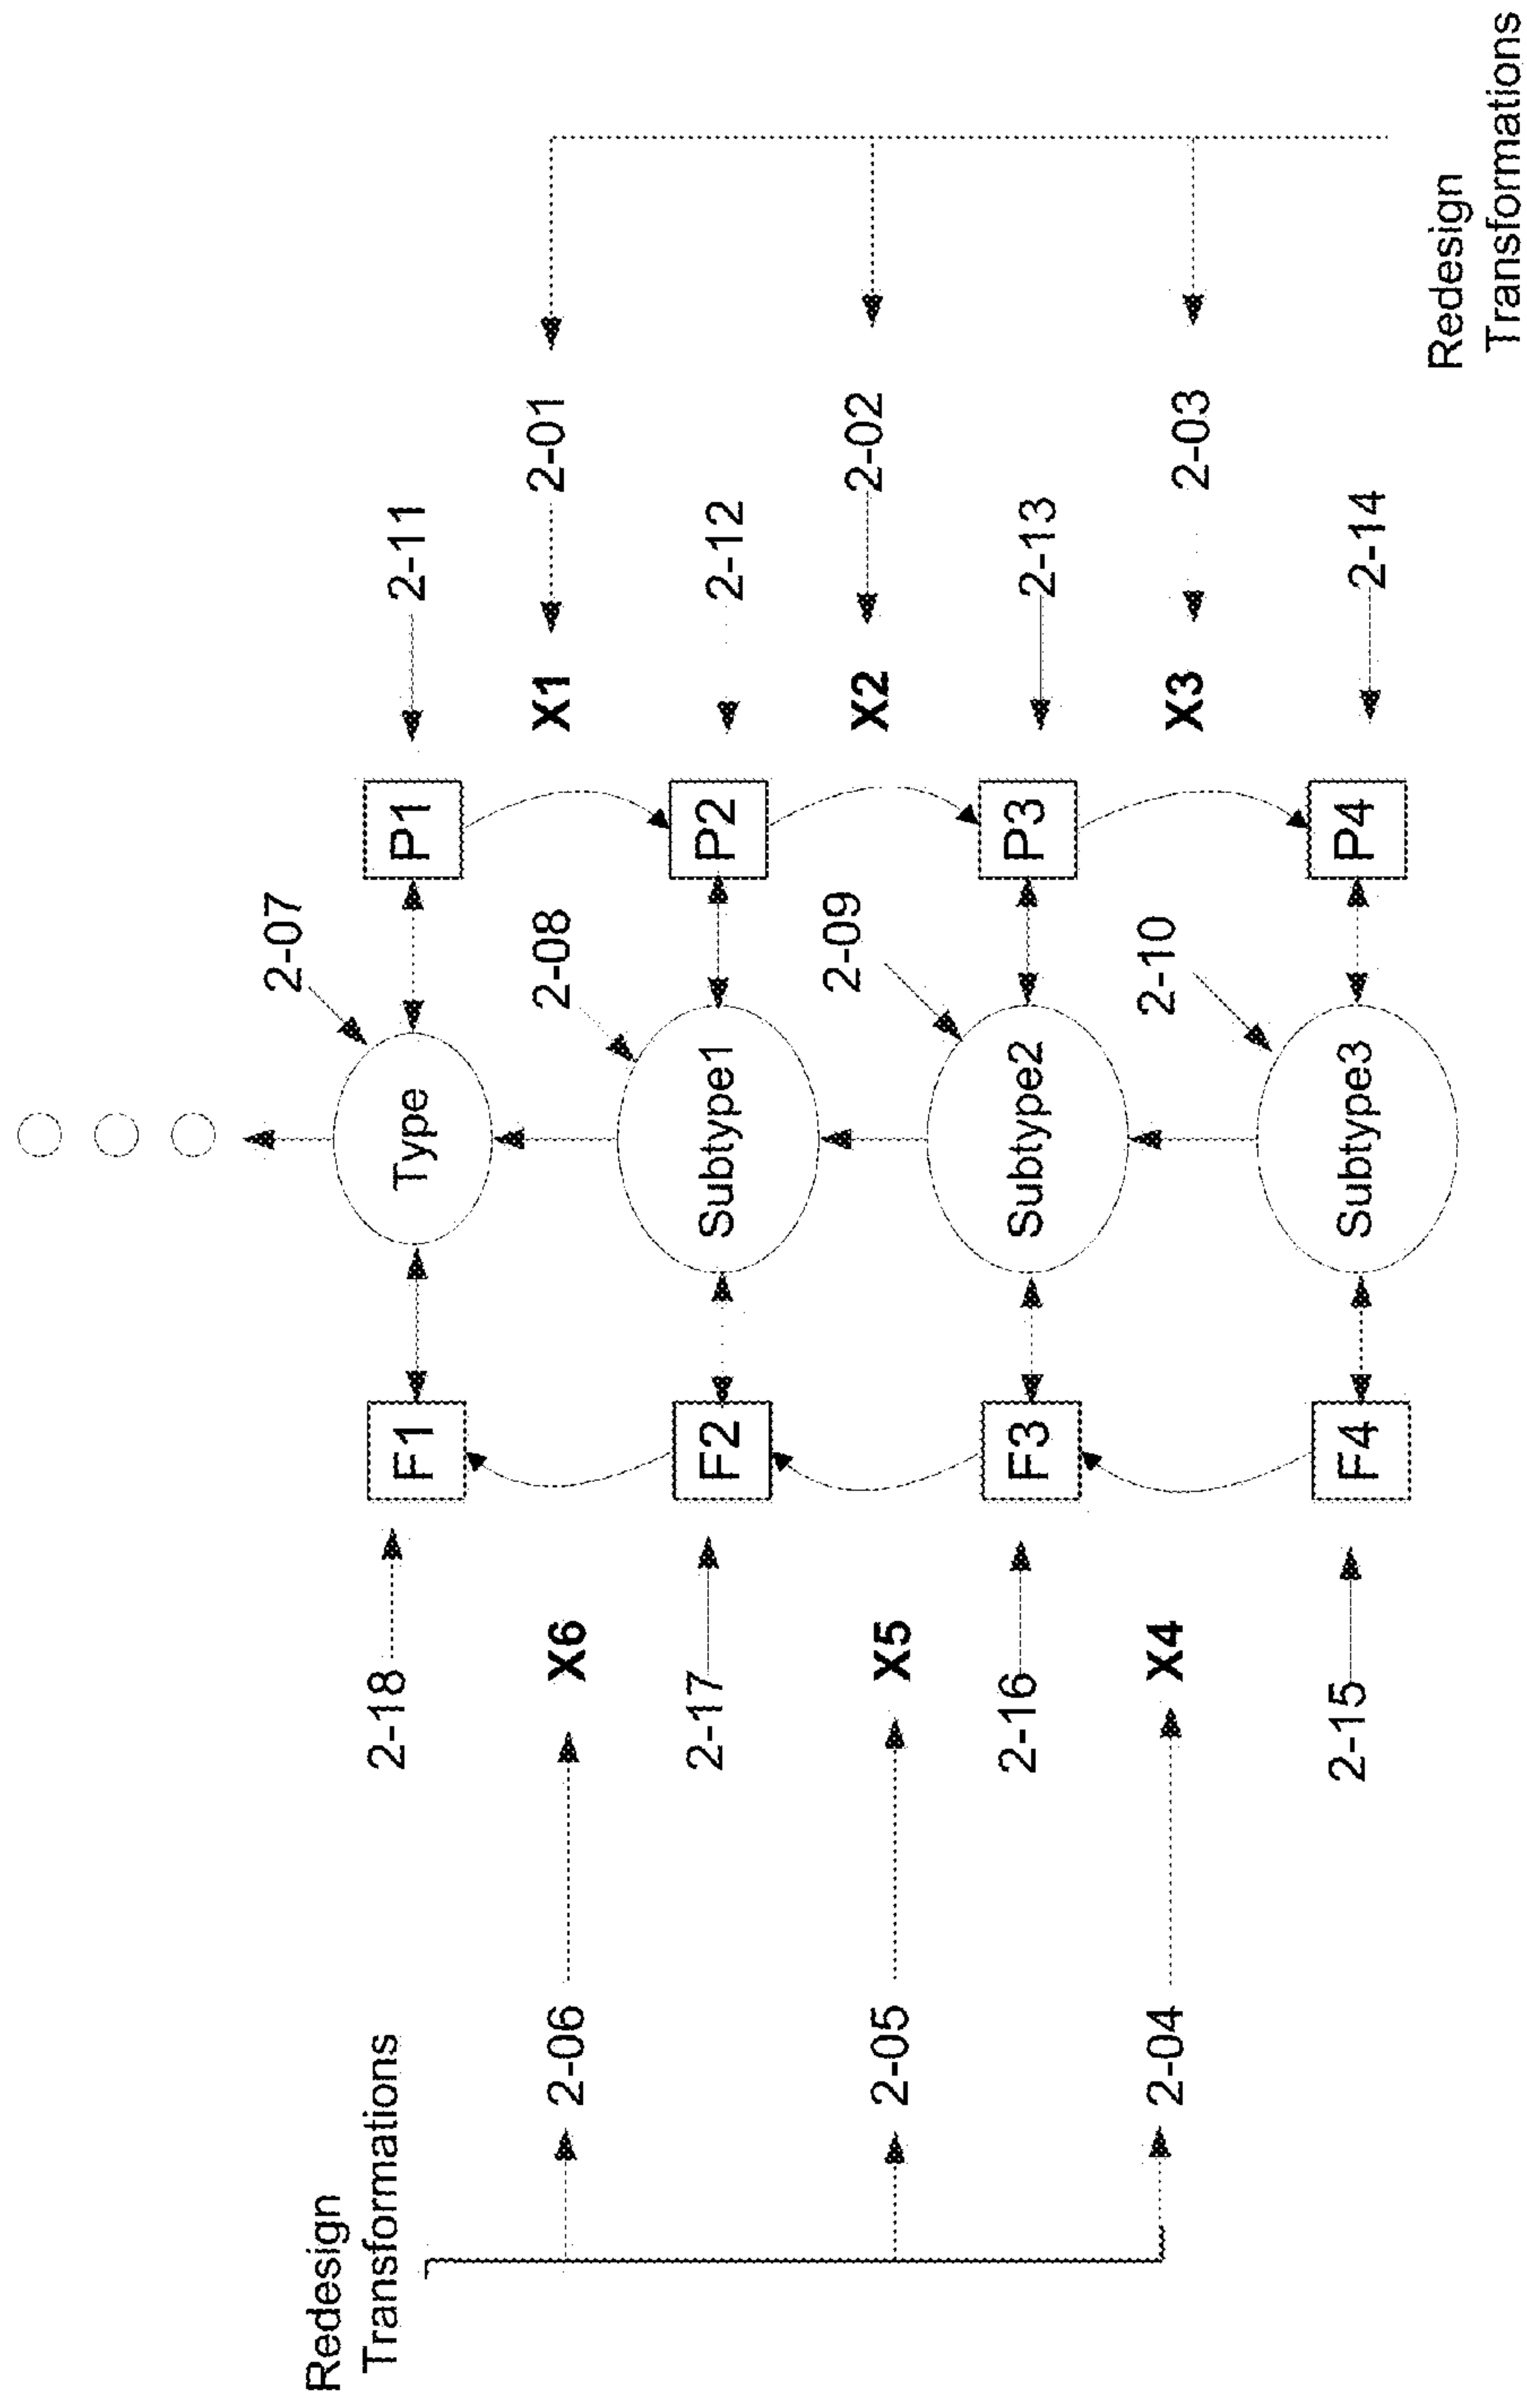 2-07
Redesign
Transformations
2-18
F1
Type
P1
2-11
2-06
X6
2-08
X1
2-01
2-17
F2
Subtype1
P2
2-12
2-05
X5
2-09
X2
2-02
2-16
F3
Subtype2
P3
2-13
2-04
X4
2-10
X3
2-03
2-15
F4
Subtype3
P4
2-14
Redesign
Transformations